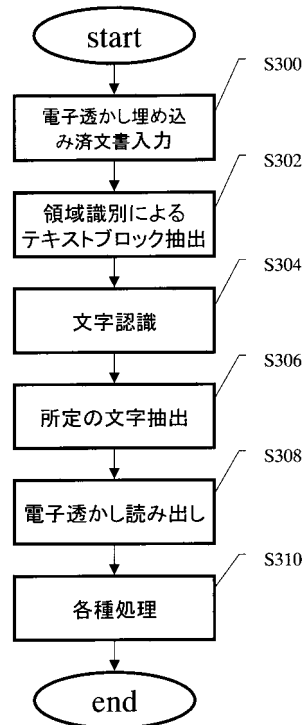 start
S300
電子透かし埋め込
み済文書入力
S302
領域識別による
テキストブロック抽出
S304
文字認識
S306
所定の文字抽出
S308
電子透かし読み出し
S310
各種処理
end